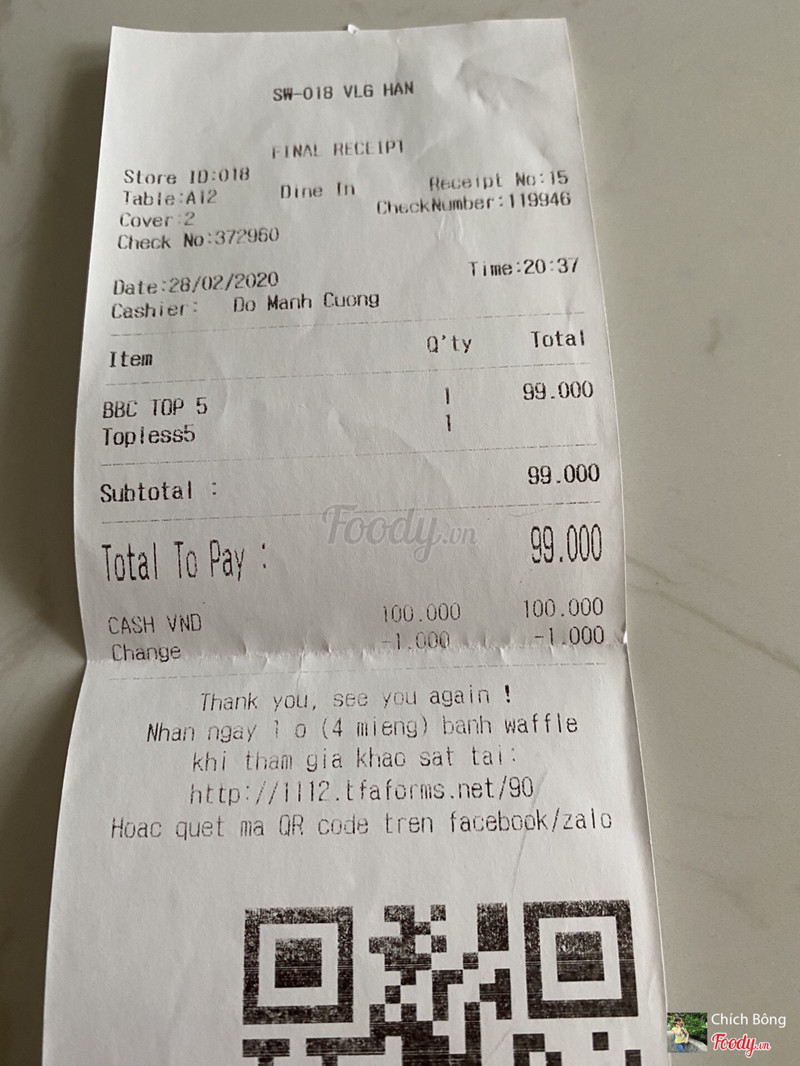 SW-018 VLG HAN
FINAL RECEIPT
Store ID:018
Table:A12 Dine In Receipt No:15
Cover:2 CheckNumber:119946
Check No:372960
Date:28/02/2020 Time:20:37
Cashier: Do Manh Cuong
Item Q'ty Total
BBC TOP 5 1 99.000
Topless5 1
Subtotal : 99.000
Total To Pay : 99.000
CASH VND 100.000 100.000
Change -1.000 -1.000
Thank you, see you again !
Nhan ngay 1 o (4 mieng) banh waffle
khi tham gia khao sat tai:
http://1112.tfaforms.net/90
Hoac quet ma QR code tren facebook/zalo
Foody.vn
Chích Bông
Foody.vn